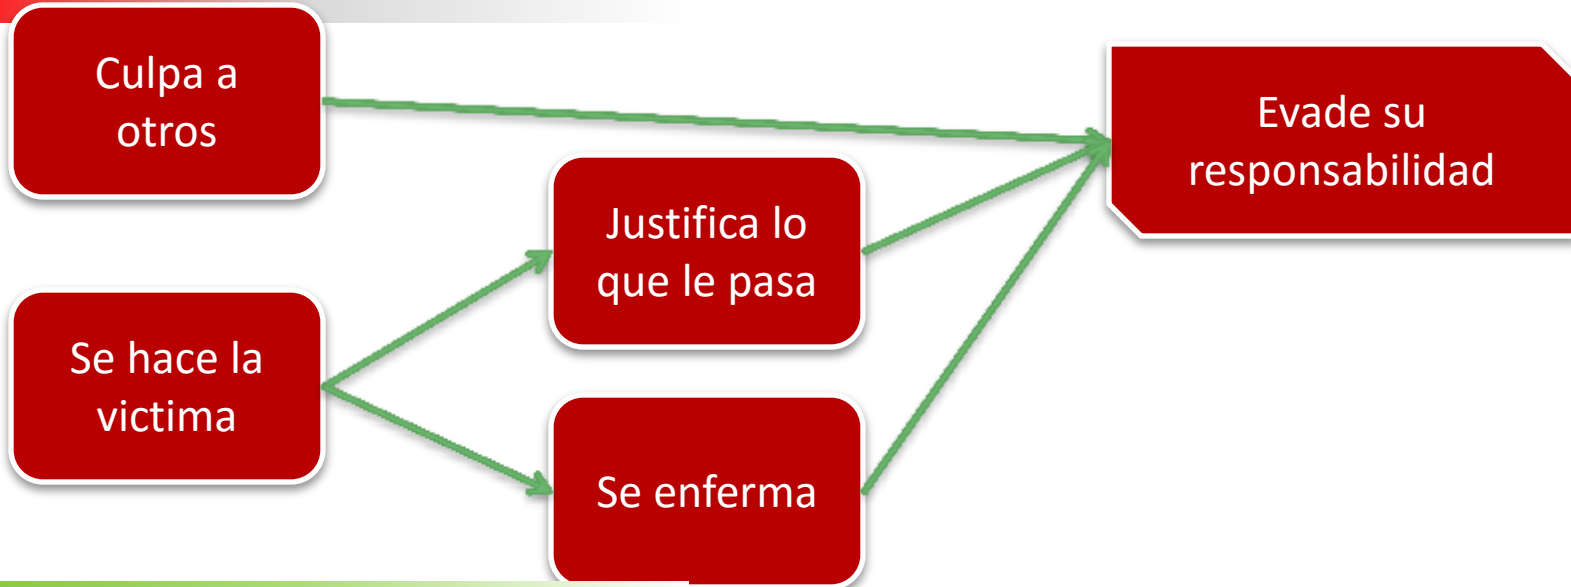 Culpa a
otros
Evade su
responsabilidad
Justifica lo
que le pasa
Se hace la
victima
Se enferma